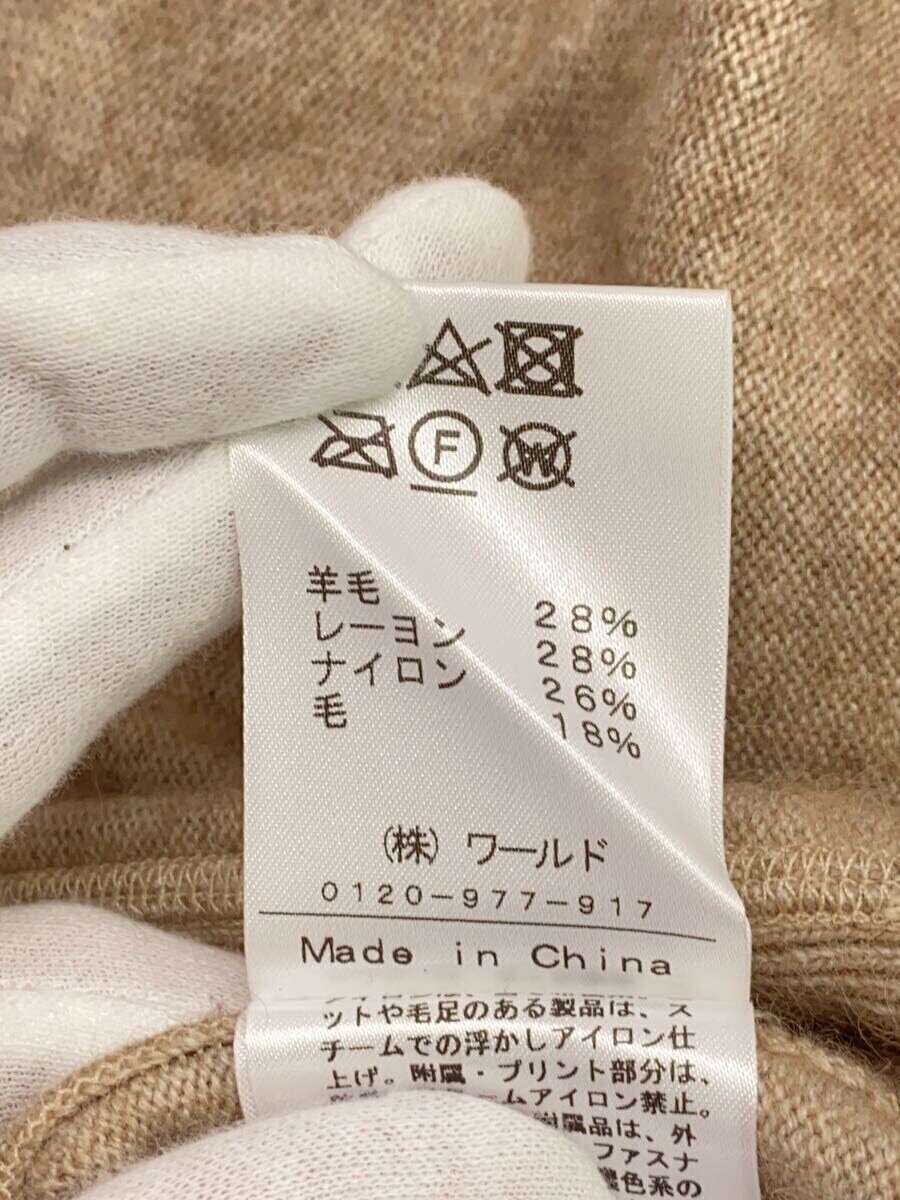 F
W
羊毛 28%
レーヨン 28%
ナイロン 26%
毛 18%
(株) ワールド
0120-977-917
Made in China
ットや毛足のある製品は、ス
チームでの浮かしアイロン仕
上げ。附属・プリント部分は、
ームアイロン禁止。
附属品は、外
ファスナ
濃色系の